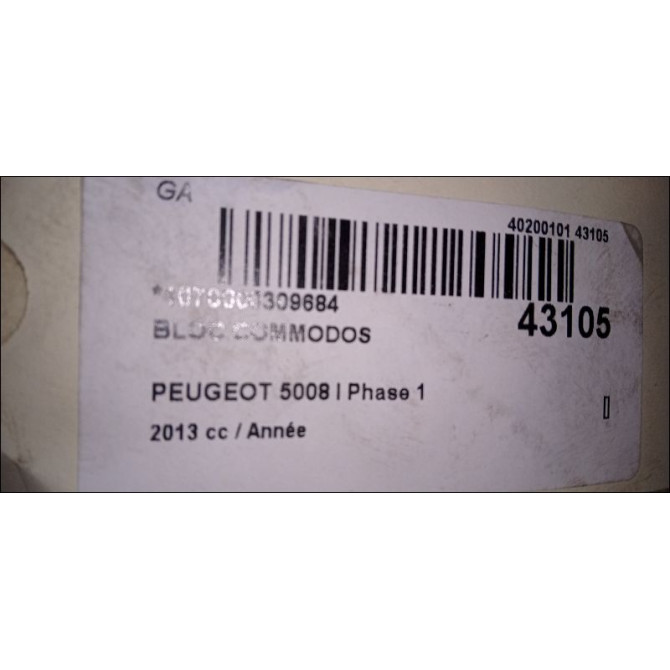 GA
40200101 43105
43105
BLOC COMMODOS
PEUGEOT 5008 I Phase 1
2013 cc / Année